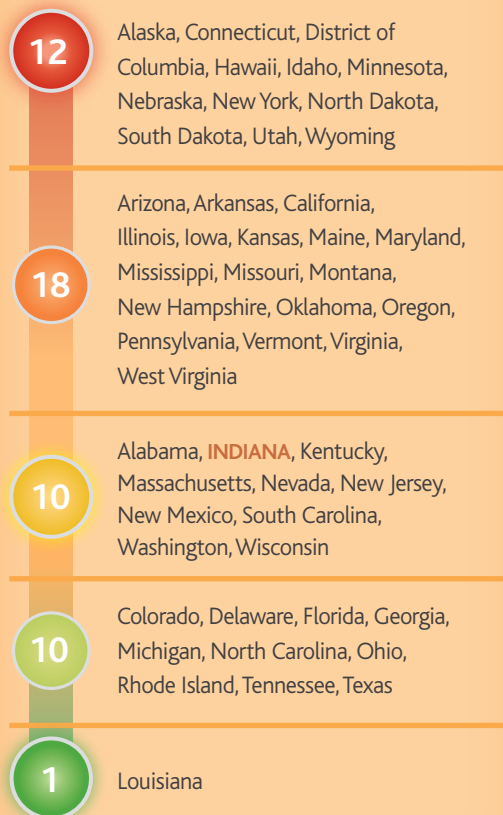 12
Alaska, Connecticut, District of
Columbia, Hawaii, Idaho, Minnesota,
Nebraska, New York, North Dakota,
South Dakota, Utah, Wyoming
18
Arizona, Arkansas, California,
Illinois, Iowa, Kansas, Maine, Maryland,
Mississippi, Missouri, Montana,
New Hampshire, Oklahoma, Oregon,
Pennsylvania, Vermont, Virginia,
West Virginia
10
Alabama, INDIANA, Kentucky,
Massachusetts, Nevada, New Jersey,
New Mexico, South Carolina,
Washington, Wisconsin
10
Colorado, Delaware, Florida, Georgia,
Michigan, North Carolina, Ohio,
Rhode Island, Tennessee, Texas
1
Louisiana